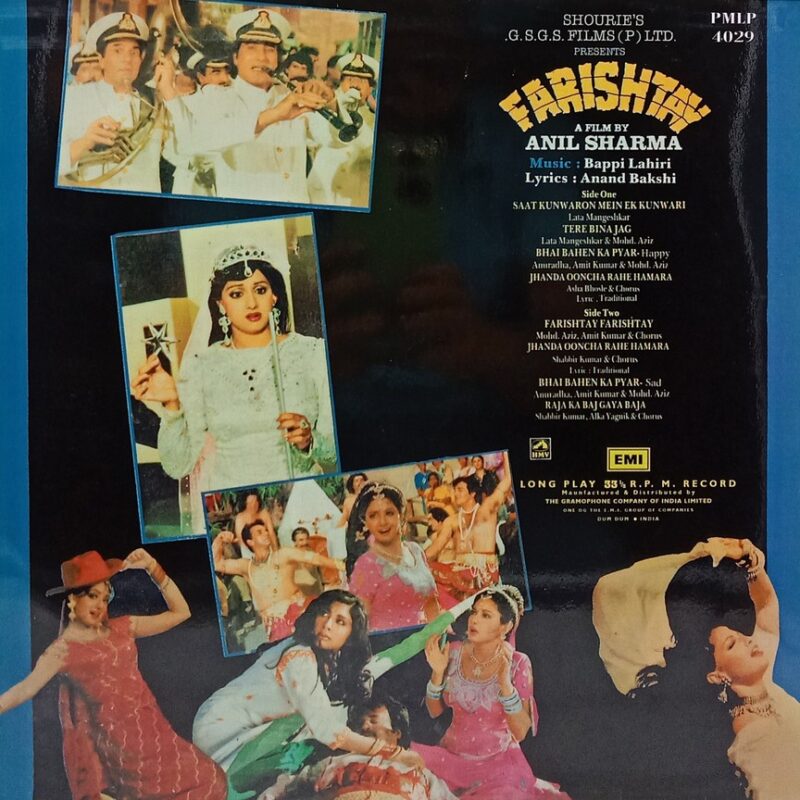 SHOURIE'S
.G.S.G.S. FILMS (P) LTD.
PRESENTS
PMLP
4029
FARISHTAY
A FILM BY
ANIL SHARMA
Music : Bappi Lahiri
Lyrics : Anand Bakshi
Side One
SAAT KUNWARON MEIN EK KUNWARI
Lata Mangeshkar
TERE BINA JAG
Lata Mangeshkar & Mohd. Aziz
BHAI BAHEN KA PYAR- Happy
Anuradha, Amit Kumar & Mohd. Aziz
JHANDA OONCHA RAHE HAMARA
Asha Bhosle & Chorus
Lyric : Traditional
Side Two
FARISHTAY FARISHTAY
Mohd. Aziz, Amit Kumar & Chorus
JHANDA OONCHA RAHE HAMARA
Shabbir Kumar & Chorus
Lyric : Traditional
BHAI BAHEN KA PYAR- Sad
Anuradha, Amit Kumar & Mohd. Aziz
RAJA KA BAJ GAYA BAJA
Shabbir Kumar, Alka Yagnik & Chorus
HMV
EMI
LONG PLAY 33⅓ R. P. M. RECORD
Maunfactured & Distributed by
THE GRAMOPHONE COMPANY OF INDIA LIMITED
ONE OG THE E.M.I. GROUP OF COMPANIES
DUM DUM • INDIA